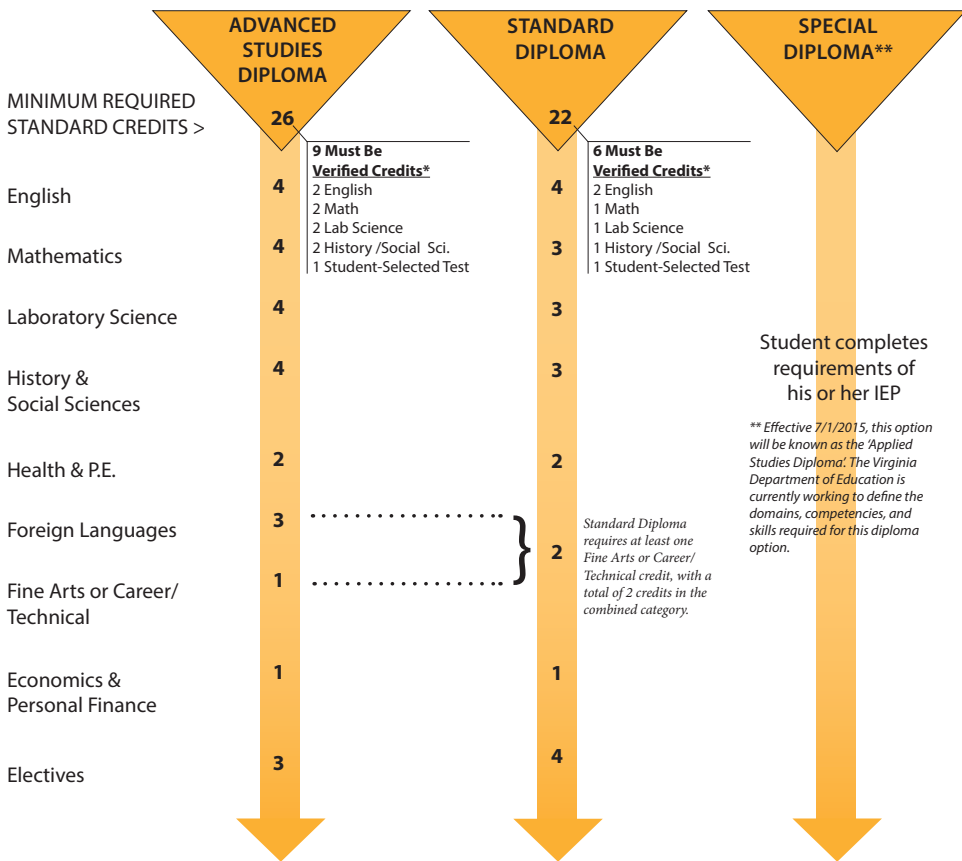 ADVANCED
STUDIES
DIPLOMA
STANDARD
DIPLOMA
SPECIAL
DIPLOMA**
MINIMUM REQUIRED
STANDARD CREDITS >
26
22
9 Must Be
Verified Credits*
2 English
2 Math
2 Lab Science
2 History /Social Sci.
1 Student-Selected Test
6 Must Be
Verified Credits*
2 English
1 Math
1 Lab Science
1 History /Social Sci.
1 Student-Selected Test
English
4
4
Mathematics
4
3
Laboratory Science
4
3
History &
Social Sciences
4
3
Health & P.E.
2
2
Foreign Languages
3
Fine Arts or Career/
Technical
1
}
2
Standard Diploma
requires at least one
Fine Arts or Career/
Technical credit, with a
total of 2 credits in the
combined category.
Economics &
Personal Finance
1
1
Electives
3
4
Student completes
requirements of
his or her IEP
** Effective 7/1/2015, this option
will be known as the ‘Applied
Studies Diploma’. The Virginia
Department of Education is
currently working to define the
domains, competencies, and
skills required for this diploma
option.